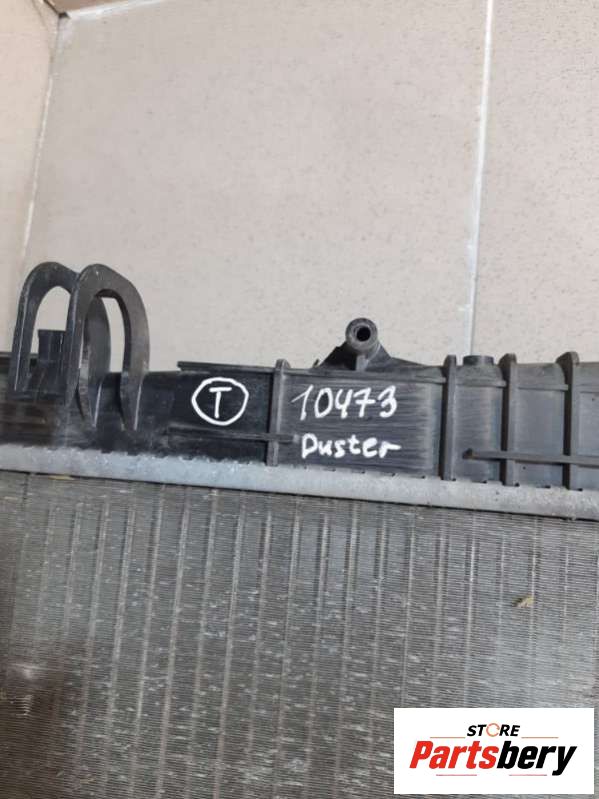 T 10473
Duster
STORE
Partsbery